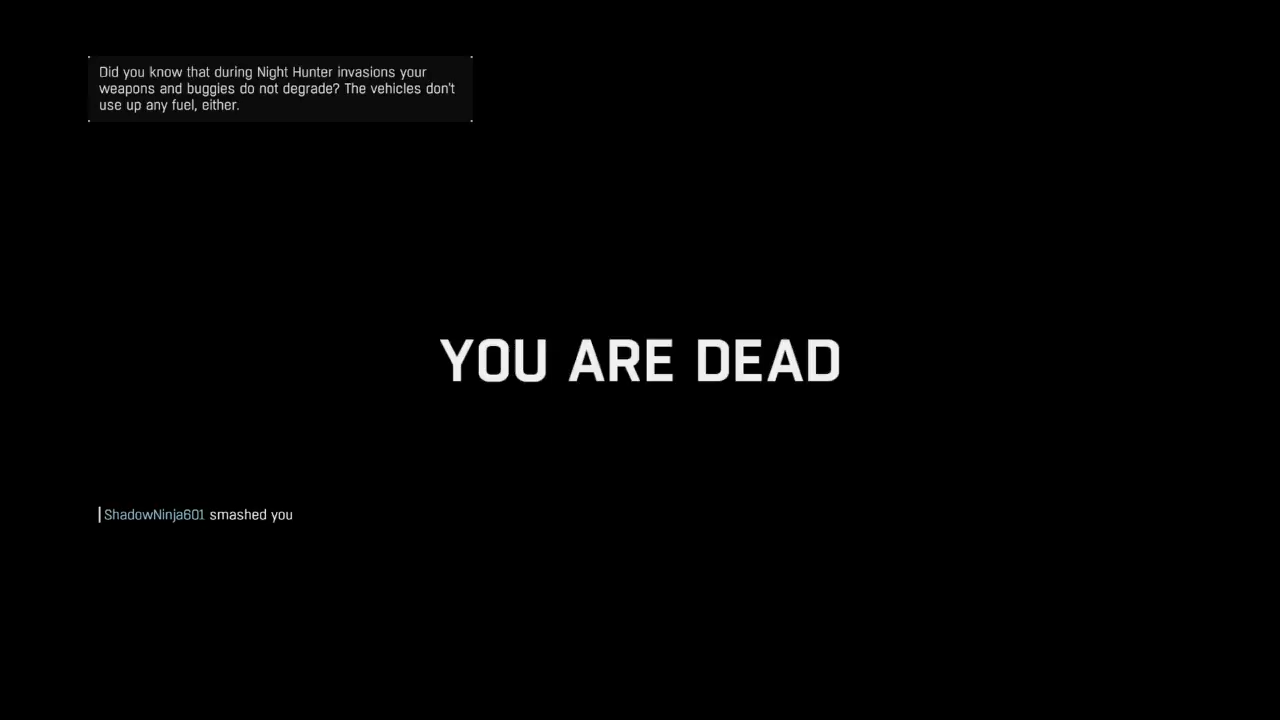 Did you know that during Night Hunter invasions your
weapons and buggies do not degrade? The vehicles don't
use up any fuel, either.
YOU ARE DEAD
ShadowNinja601 smashed you